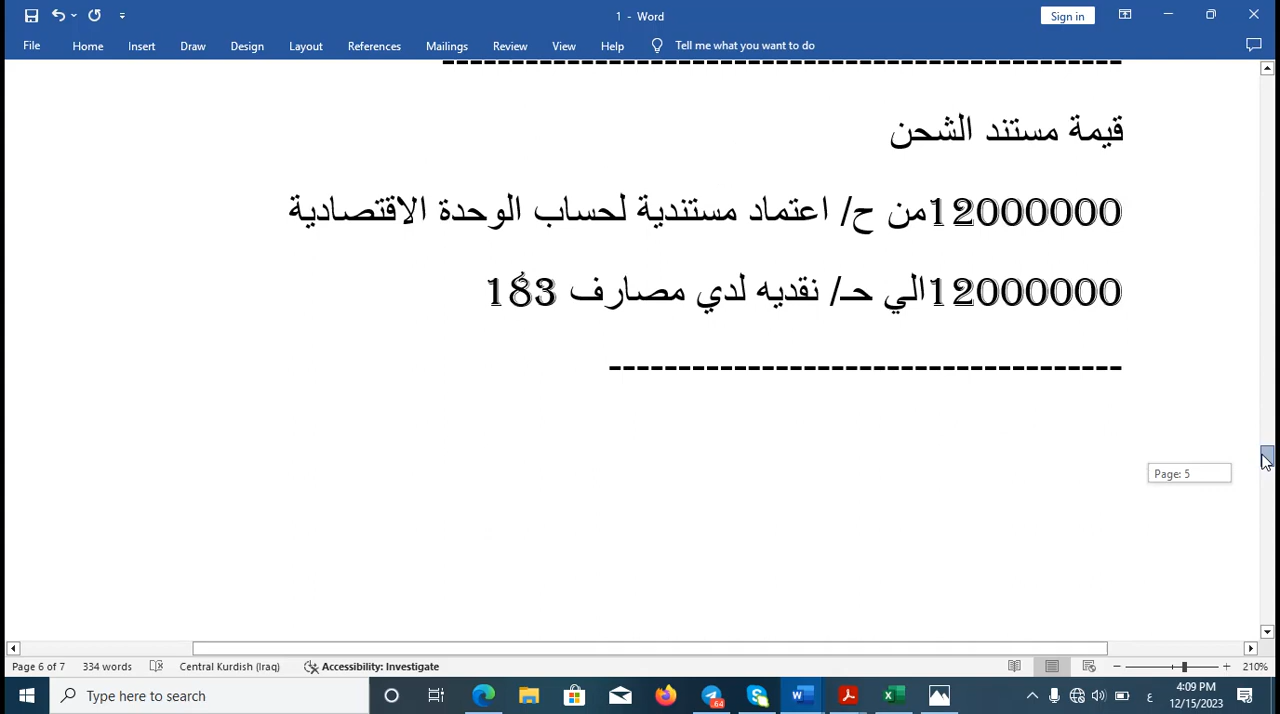 1 - Word
Sign in
File Home Insert Draw Design Layout References Mailings Review View Help Tell me what you want to do
------------------------------------------------
قيمة مستند الشحن
12000000من ح/ اعتماد مستندية لحساب الوحدة الاقتصادية
12000000الي حـ/ نقديه لدي مصارف 183
-------------------------------------
Page: 5
Page 6 of 7 334 words Central Kurdish (Iraq) Accessibility: Investigate 210%
Type here to search
64
ع
4:09 PM
12/15/2023